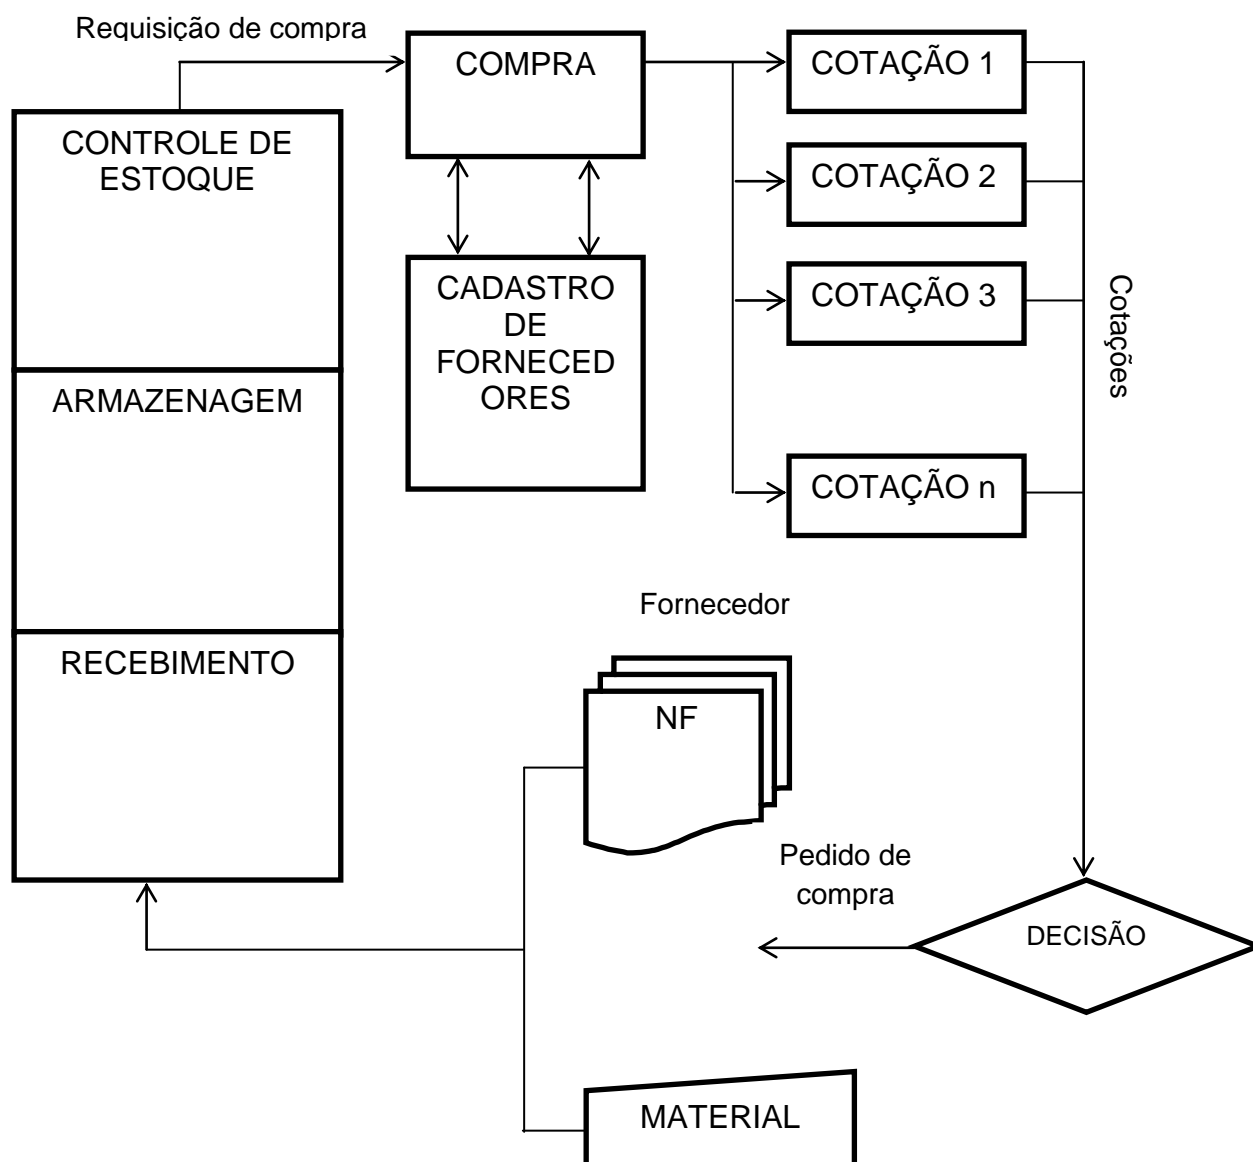 Requisição de compra
COMPRA
COTAÇÃO 1
CONTROLE DE
ESTOQUE
COTAÇÃO 2
COTAÇÃO 3
CADASTRO
DE
FORNECED
ORES
Cotações
ARMAZENAGEM
COTAÇÃO n
Fornecedor
RECEBIMENTO
NF
Pedido de
compra
DECISÃO
MATERIAL